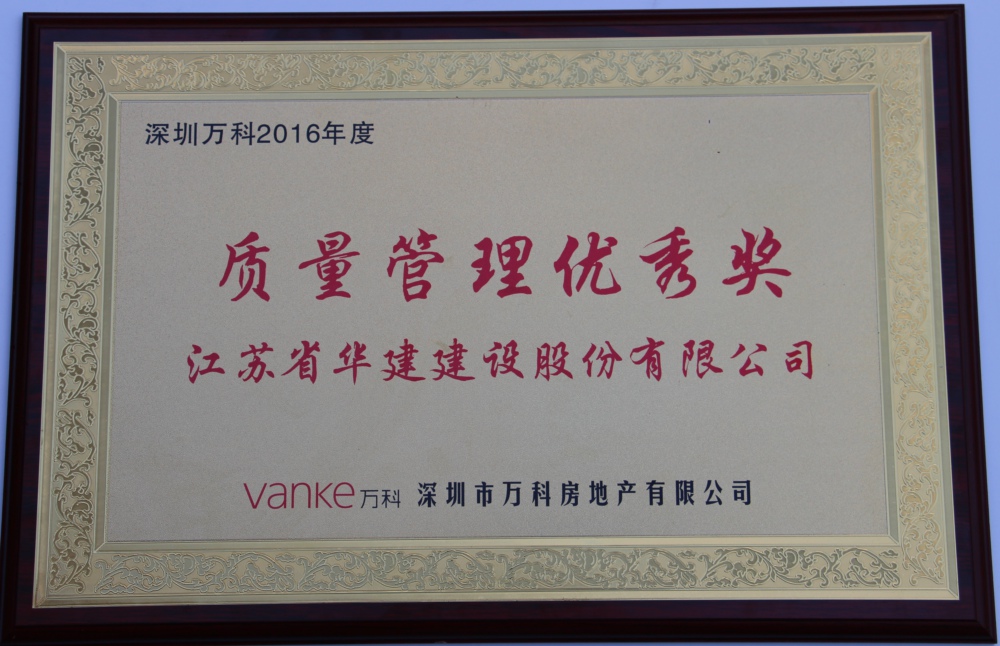 深圳万科2016年度
质量管理优秀奖
江苏省华建建设股份有限公司
vanke万科 深圳市万科房地产有限公司